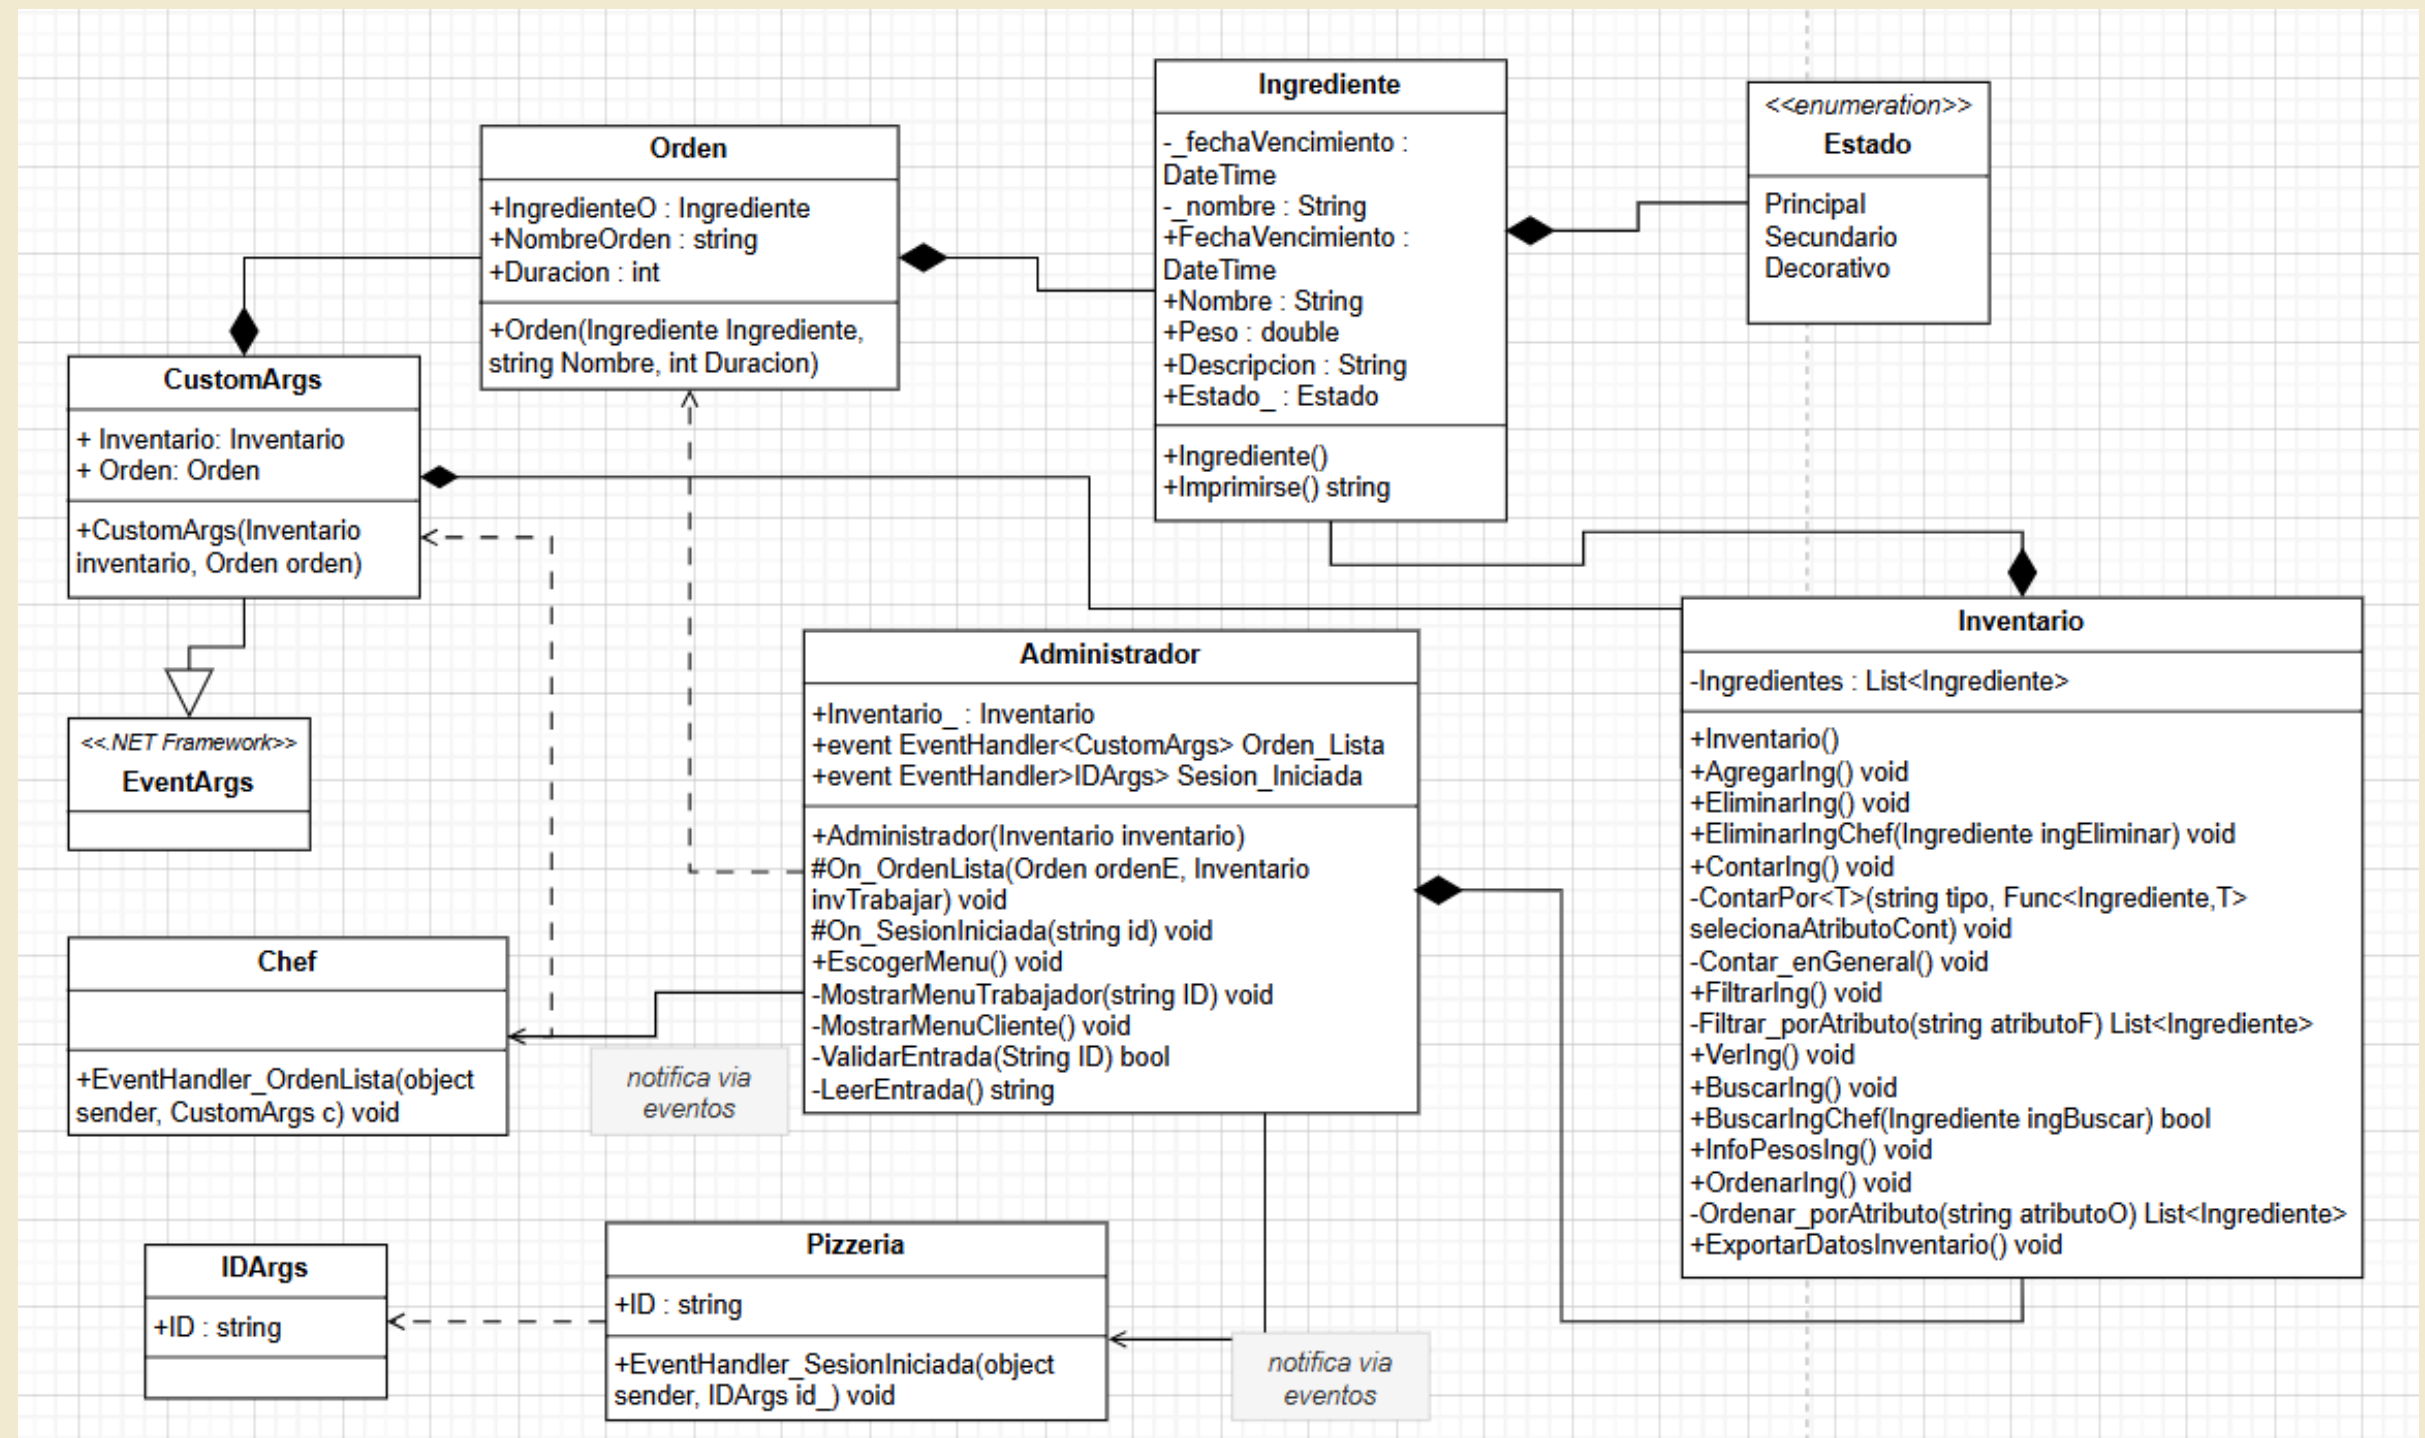 Orden
+IngredienteO : Ingrediente
+NombreOrden : string
+Duracion : int
+Orden(Ingrediente Ingrediente,
string Nombre, int Duracion)
Ingrediente
-_fechaVencimiento :
DateTime
-_nombre : String
+FechaVencimiento :
DateTime
+Nombre : String
+Peso : double
+Descripcion : String
+Estado_ : Estado
+Ingrediente()
+Imprimirse() string
<<enumeration>>
Estado
Principal
Secundario
Decorativo
CustomArgs
+ Inventario: Inventario
+ Orden: Orden
+CustomArgs(Inventario
inventario, Orden orden)
<<.NET Framework>>
EventArgs
Administrador
+Inventario_ : Inventario
+event EventHandler<CustomArgs> Orden_Lista
+event EventHandler>IDArgs> Sesion_Iniciada
+Administrador(Inventario inventario)
#On_OrdenLista(Orden ordenE, Inventario
invTrabajar) void
#On_SesionIniciada(string id) void
+EscogerMenu() void
-MostrarMenuTrabajador(string ID) void
-MostrarMenuCliente() void
-ValidarEntrada(String ID) bool
-LeerEntrada() string
Inventario
-Ingredientes : List<Ingrediente>
+Inventario()
+AgregarIng() void
+EliminarIng() void
+EliminarIngChef(Ingrediente ingEliminar) void
+ContarIng() void
-ContarPor<T>(string tipo, Func<Ingrediente,T>
selecionaAtributoCont) void
-Contar_enGeneral() void
+FiltrarIng() void
-Filtrar_porAtributo(string atributoF) List<Ingrediente>
+VerIng() void
+BuscarIng() void
+BuscarIngChef(Ingrediente ingBuscar) bool
+InfoPesosIng() void
+OrdenarIng() void
-Ordenar_porAtributo(string atributoO) List<Ingrediente>
+ExportarDatosInventario() void
Chef
+EventHandler_OrdenLista(object
sender, CustomArgs c) void
notifica via
eventos
IDArgs
+ID : string
Pizzeria
+ID : string
+EventHandler_SesionIniciada(object
sender, IDArgs id_) void
notifica via
eventos